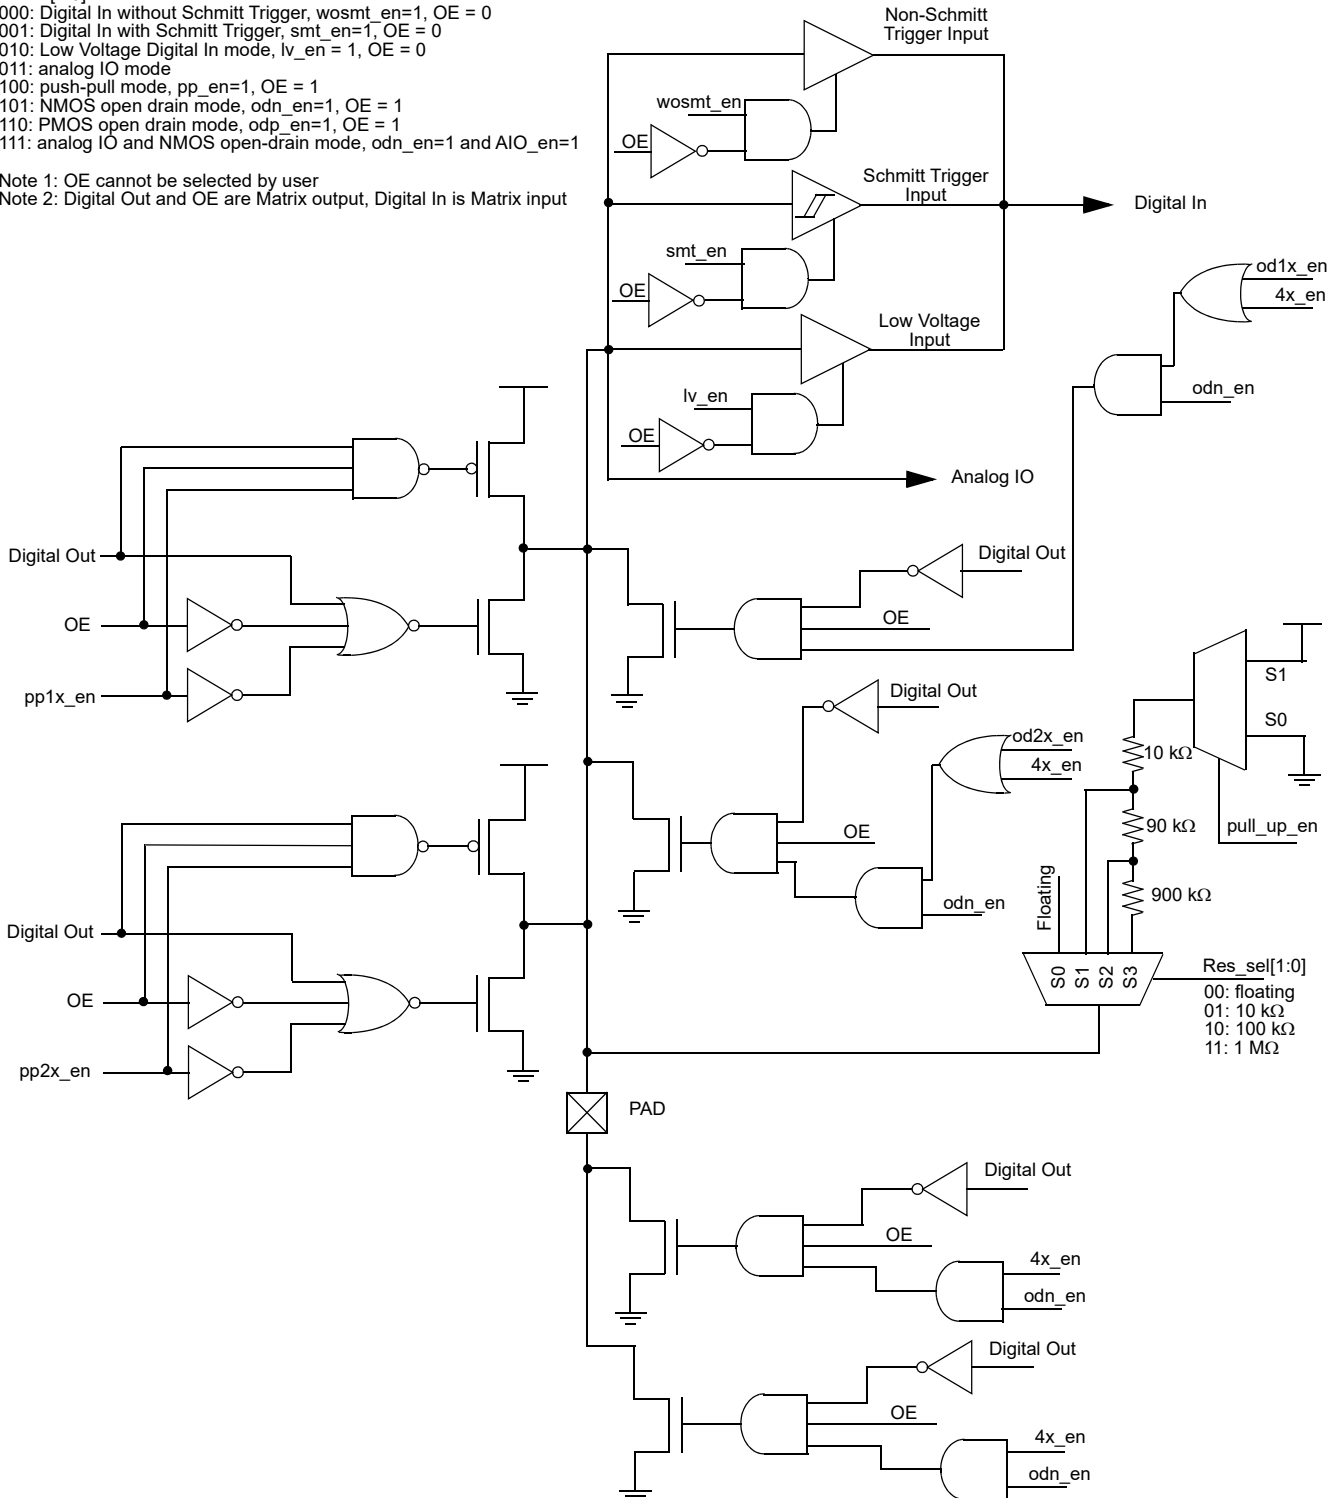 000: Digital In without Schmitt Trigger, wosmt_en=1, OE = 0
001: Digital In with Schmitt Trigger, smt_en=1, OE = 0
010: Low Voltage Digital In mode, lv_en = 1, OE = 0
011: analog IO mode
100: push-pull mode, pp_en=1, OE = 1
101: NMOS open drain mode, odn_en=1, OE = 1
110: PMOS open drain mode, odp_en=1, OE = 1
111: analog IO and NMOS open-drain mode, odn_en=1 and AIO_en=1
Note 1: OE cannot be selected by user
Note 2: Digital Out and OE are Matrix output, Digital In is Matrix input
Non-Schmitt
Trigger Input
wosmt_en
OE
Schmitt Trigger
Input
Digital In
smt_en
OE
od1x_en
4x_en
Low Voltage
Input
lv_en
OE
odn_en
Analog IO
Digital Out
OE
pp1x_en
Digital Out
OE
S1
S0
10 kΩ
90 kΩ
900 kΩ
pull_up_en
Digital Out
od2x_en
4x_en
OE
odn_en
Floating
S0
S1
S2
S3
Res_sel[1:0]
00: floating
01: 10 kΩ
10: 100 kΩ
11: 1 MΩ
Digital Out
OE
pp2x_en
PAD
Digital Out
OE
4x_en
odn_en
Digital Out
OE
4x_en
odn_en